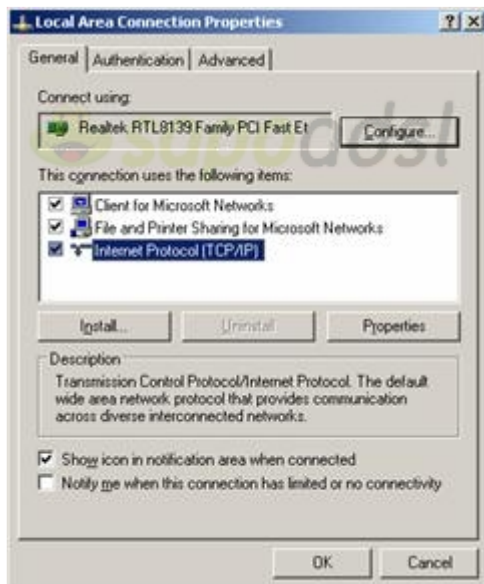 Local Area Connection Properties
General Authentication Advanced
Connect using:
Realtek RTL8139 Family PCI Fast Et Configure...
supoadsl
This connection uses the following items:
Client for Microsoft Networks
File and Printer Sharing for Microsoft Networks
Internet Protocol (TCP/IP)
Install... Uninstall Properties
Description
Transmission Control Protocol/Internet Protocol. The default
wide area network protocol that provides communication
across diverse interconnected networks.
Show icon in notification area when connected
Notify me when this connection has limited or no connectivity
OK Cancel